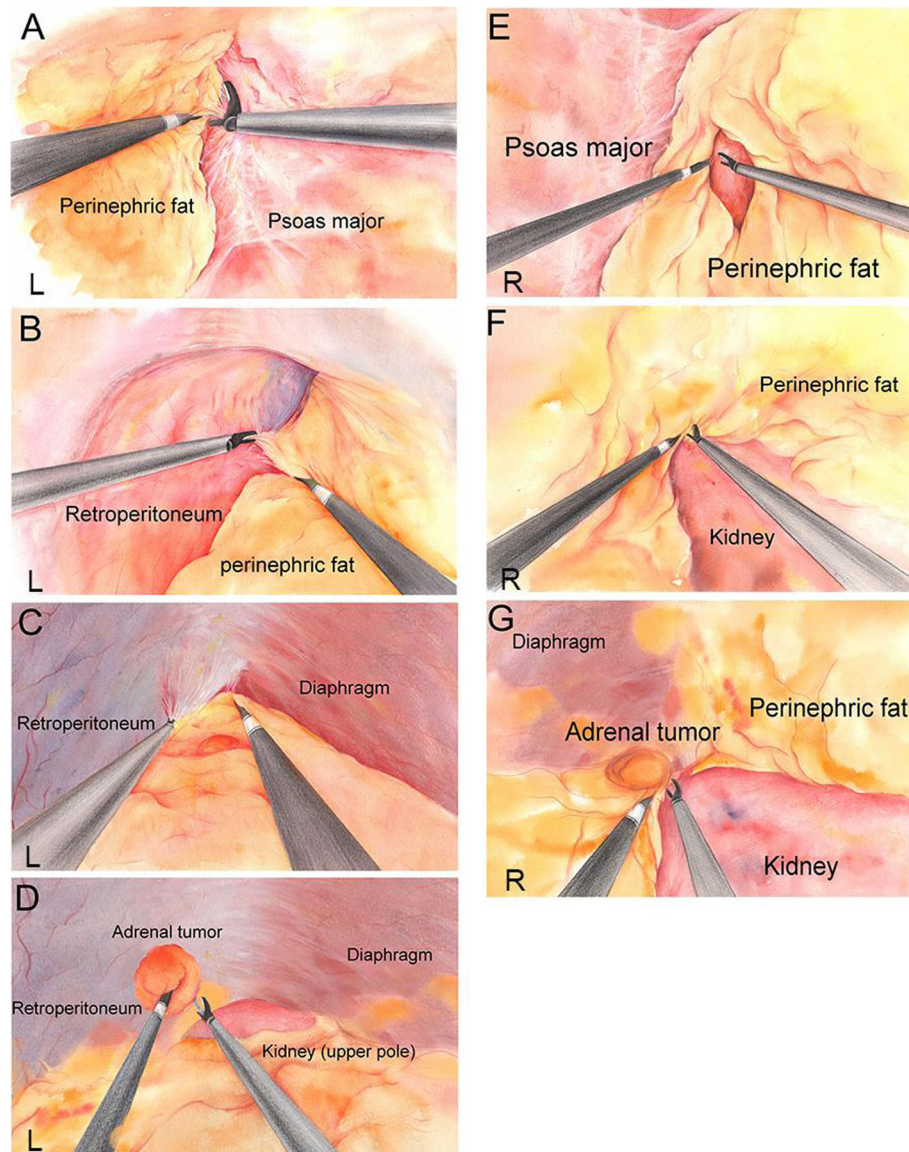 A
Perinephric fat
Psoas major
L
B
Retroperitoneum
perinephric fat
L
C
Diaphragm
Retroperitoneum
L
D
Adrenal tumor
Diaphragm
Retroperitoneum
Kidney (upper pole)
L
E
Psoas major
Perinephric fat
R
F
Perinephric fat
Kidney
R
G
Diaphragm
Perinephric fat
Adrenal tumor
Kidney
R